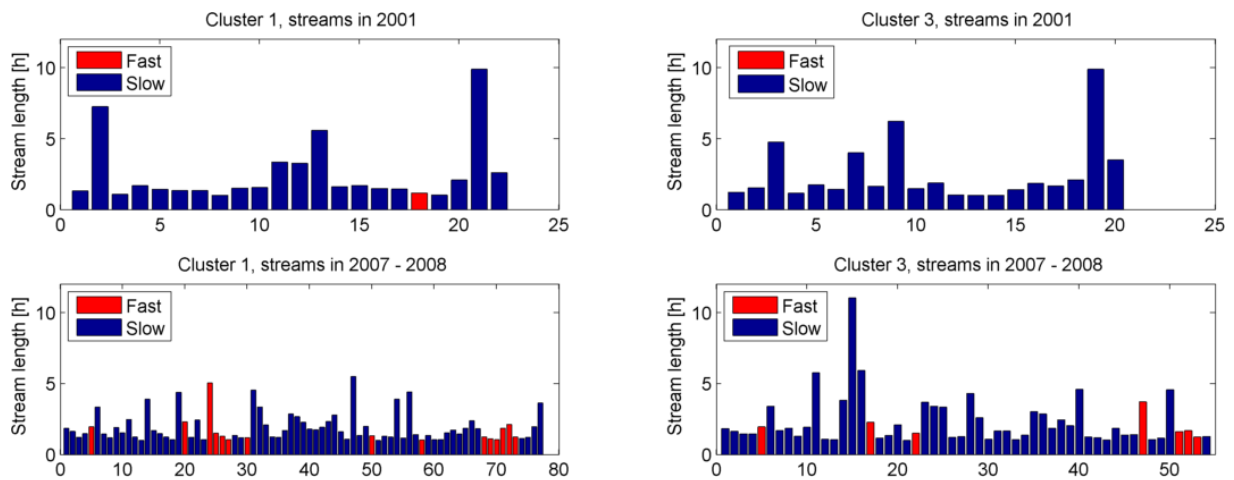 Cluster 1, streams in 2001
Stream length [h]
10
5
0
Fast
Slow
0 5 10 15 20 25
Cluster 3, streams in 2001
Stream length [h]
10
5
0
Fast
Slow
0 5 10 15 20 25
Cluster 1, streams in 2007 - 2008
Stream length [h]
10
5
0
Fast
Slow
0 10 20 30 40 50 60 70 80
Cluster 3, streams in 2007 - 2008
Stream length [h]
10
5
0
Fast
Slow
0 10 20 30 40 50